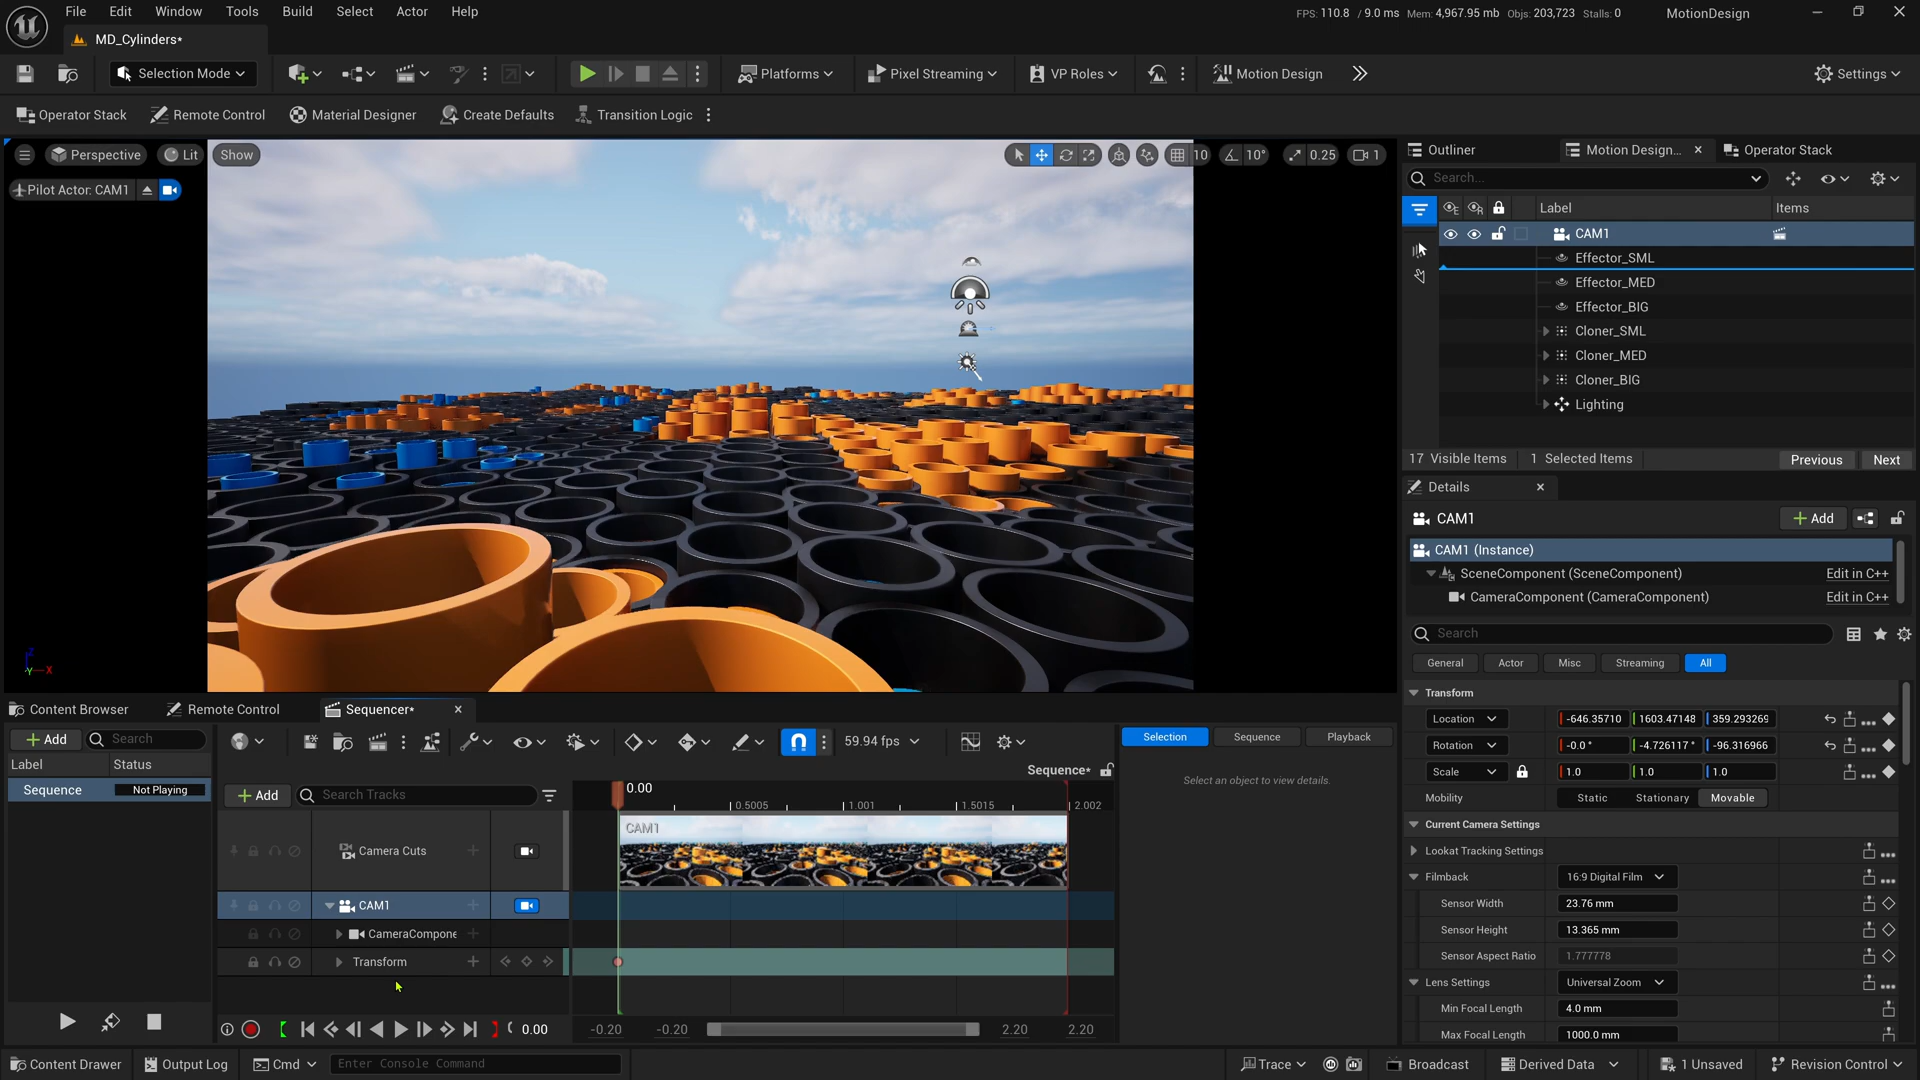 File Edit Window Tools Build Select Actor Help
FPS: 110.8 / 9.0 ms Mem: 4,967.95 mb Objs: 203,723 Stalls: 0
MotionDesign
MD_Cylinders*
Selection Mode
Platforms
Pixel Streaming
VP Roles
Motion Design
Settings
Operator Stack
Remote Control
Material Designer
Create Defaults
Transition Logic
Perspective
Lit
Show
10
10°
0.25
1
Pilot Actor: CAM1
Outliner
Motion Design...
Operator Stack
Search...
Label
Items
CAM1
Effector_SML
Effector_MED
Effector_BIG
Cloner_SML
Cloner_MED
Cloner_BIG
Lighting
17 Visible Items
1 Selected Items
Previous
Next
Details
CAM1
Add
CAM1 (Instance)
SceneComponent (SceneComponent)
Edit in C++
CameraComponent (CameraComponent)
Edit in C++
Search
General
Actor
Misc
Streaming
All
Transform
Location
-646.35710
1603.47148
359.293269
Rotation
-0.0°
-4.726117°
-96.316966
Scale
1.0
1.0
1.0
Mobility
Static
Stationary
Movable
Current Camera Settings
Lookat Tracking Settings
Filmback
16:9 Digital Film
Sensor Width
23.76 mm
Sensor Height
13.365 mm
Sensor Aspect Ratio
1.777778
Lens Settings
Universal Zoom
Min Focal Length
4.0 mm
Max Focal Length
1000.0 mm
Content Browser
Remote Control
Sequencer*
Add
Search
Label
Status
Sequence
Not Playing
59.94 fps
Sequence*
Add
Search Tracks
0.00
0.5005
1.001
1.5015
2.002
Camera Cuts
CAM1
CAM1
CameraCompone
Transform
0.00
-0.20
-0.20
2.20
2.20
Selection
Sequence
Playback
Select an object to view details.
Content Drawer
Output Log
Cmd
Enter Console Command
Trace
Broadcast
Derived Data
1 Unsaved
Revision Control